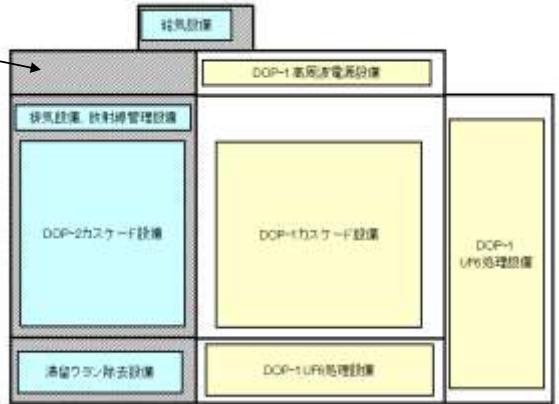 給気設備
DOP-1 高周波電源設備
排気設備, 放射線管理設備
DOP-2カスケード設備
DOP-1カスケード設備
DOP-1
UF6処理設備
滞留ウラン除去設備
DOP-1 UF6処理設備